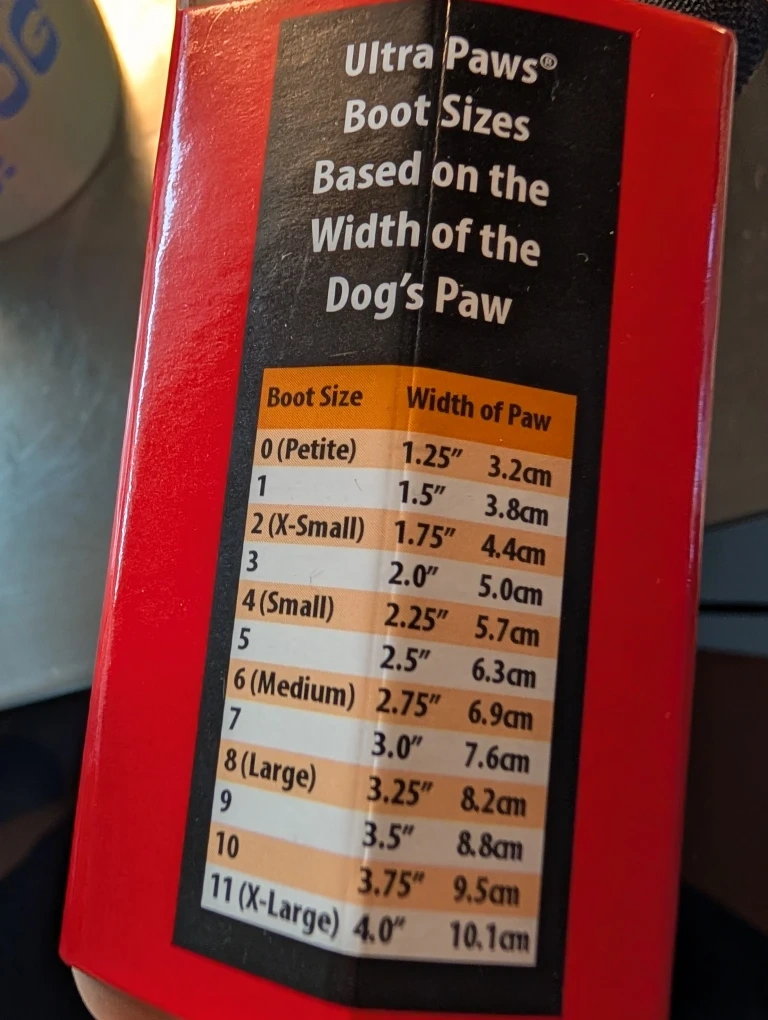 Ultra Paws®
Boot Sizes
Based on the
Width of the
Dog's Paw
Boot Size Width of Paw
0 (Petite) 1.25" 3.2cm
1 1.5" 3.8cm
2 (X-Small) 1.75" 4.4cm
3 2.0" 5.0cm
4 (Small) 2.25" 5.7cm
5 2.5" 6.3cm
6 (Medium) 2.75" 6.9cm
7 3.0" 7.6cm
8 (Large) 3.25" 8.2cm
9 3.5" 8.8cm
10 3.75" 9.5cm
11 (X-Large) 4.0" 10.1cm